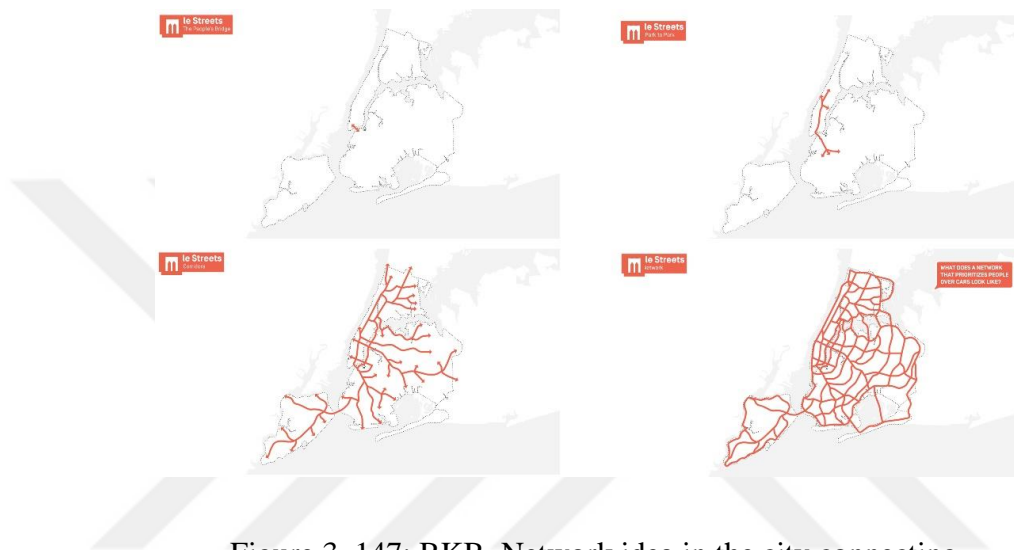 le Streets
The People's Bridge
le Streets
Park to Park
le Streets
Corridors
le Streets
Network
WHAT DOES A NETWORK
THAT PRIORITIZES PEOPLE
OVER CARS LOOK LIKE?
Figure 3. 147: BKB- Network idea in the city connecting